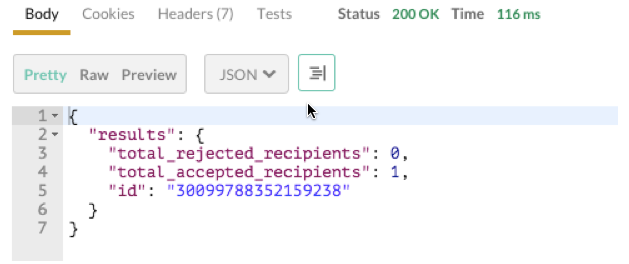 Body Cookies Headers (7) Tests Status 200 OK Time 116 ms
Pretty Raw Preview JSON
1 {
2 "results": {
3 "total_rejected_recipients": 0,
4 "total_accepted_recipients": 1,
5 "id": "30099788352159238"
6 }
7 }